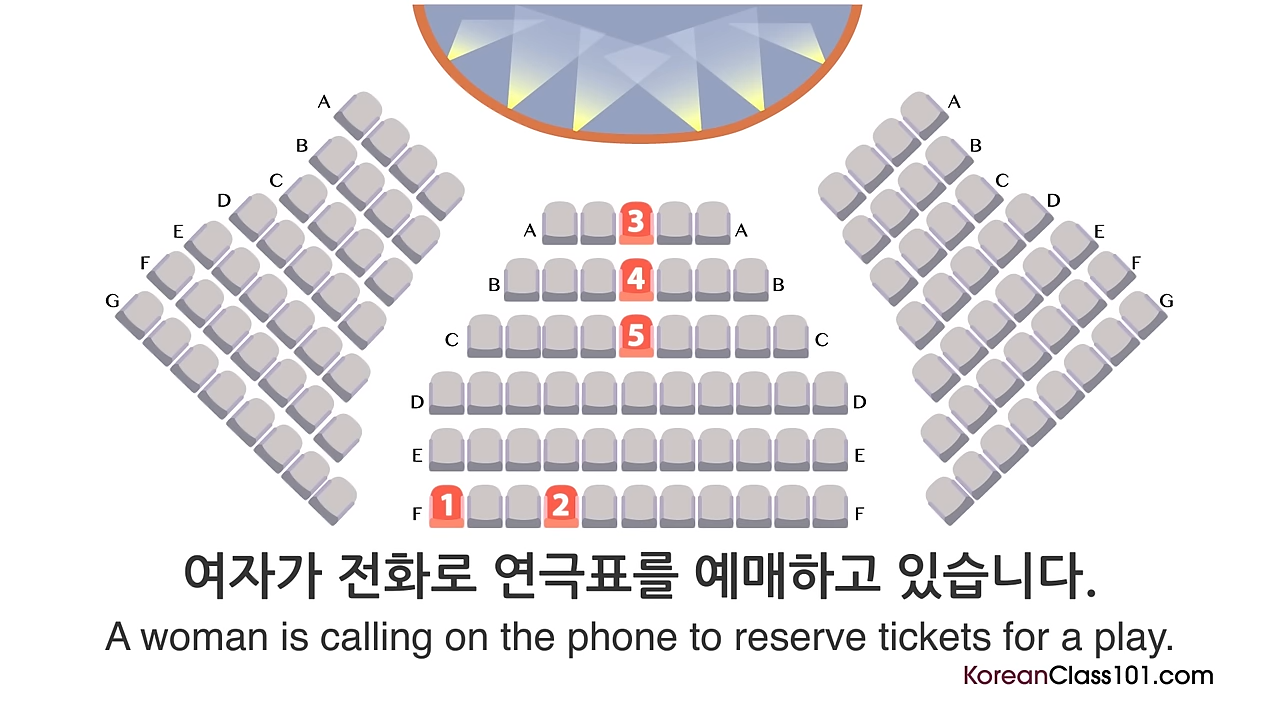 A A
B B
C C
D D
E E
F F
G G
A 3 A
B 4 B
C 5 C
D D
E E
F 1 2 F
여자가 전화로 연극표를 예매하고 있습니다.
A woman is calling on the phone to reserve tickets for a play.
KoreanClass101.com